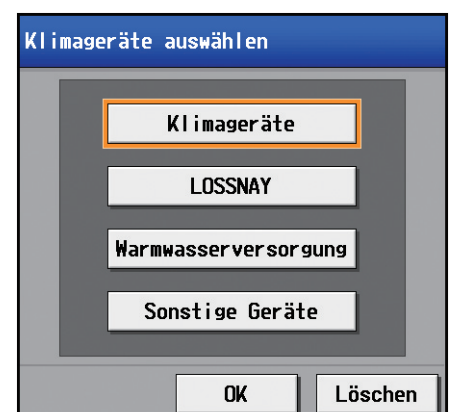 Klimageräte auswählen
Klimageräte
LOSSNAY
Warmwasserversorgung
Sonstige Geräte
OK Löschen